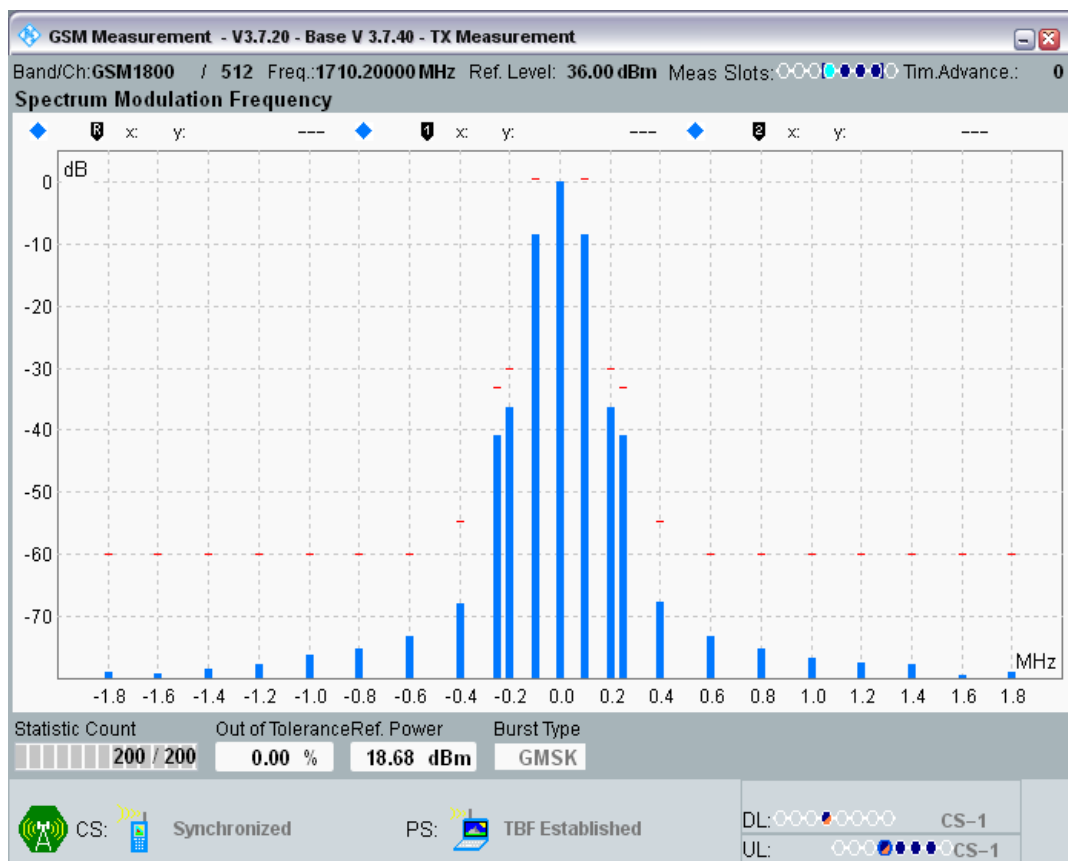 GSM Measurement - V3.7.20 - Base V 3.7.40 - TX Measurement
Band/Ch:GSM1800 / 512 Freq.:1710.20000 MHz Ref. Level: 36.00 dBm Meas Slots: Tim.Advance.: 0
Spectrum Modulation Frequency
R x: y: --- 1 x: y: --- 2 x: y: ---
dB
0
-10
-20
-30
-40
-50
-60
-70
MHz
-1.8 -1.6 -1.4 -1.2 -1.0 -0.8 -0.6 -0.4 -0.2 0.0 0.2 0.4 0.6 0.8 1.0 1.2 1.4 1.6 1.8
Statistic Count Out of Tolerance Ref. Power Burst Type
200 / 200 0.00 % 18.68 dBm GMSK
CS: Synchronized PS: TBF Established
DL: CS-1
UL: CS-1